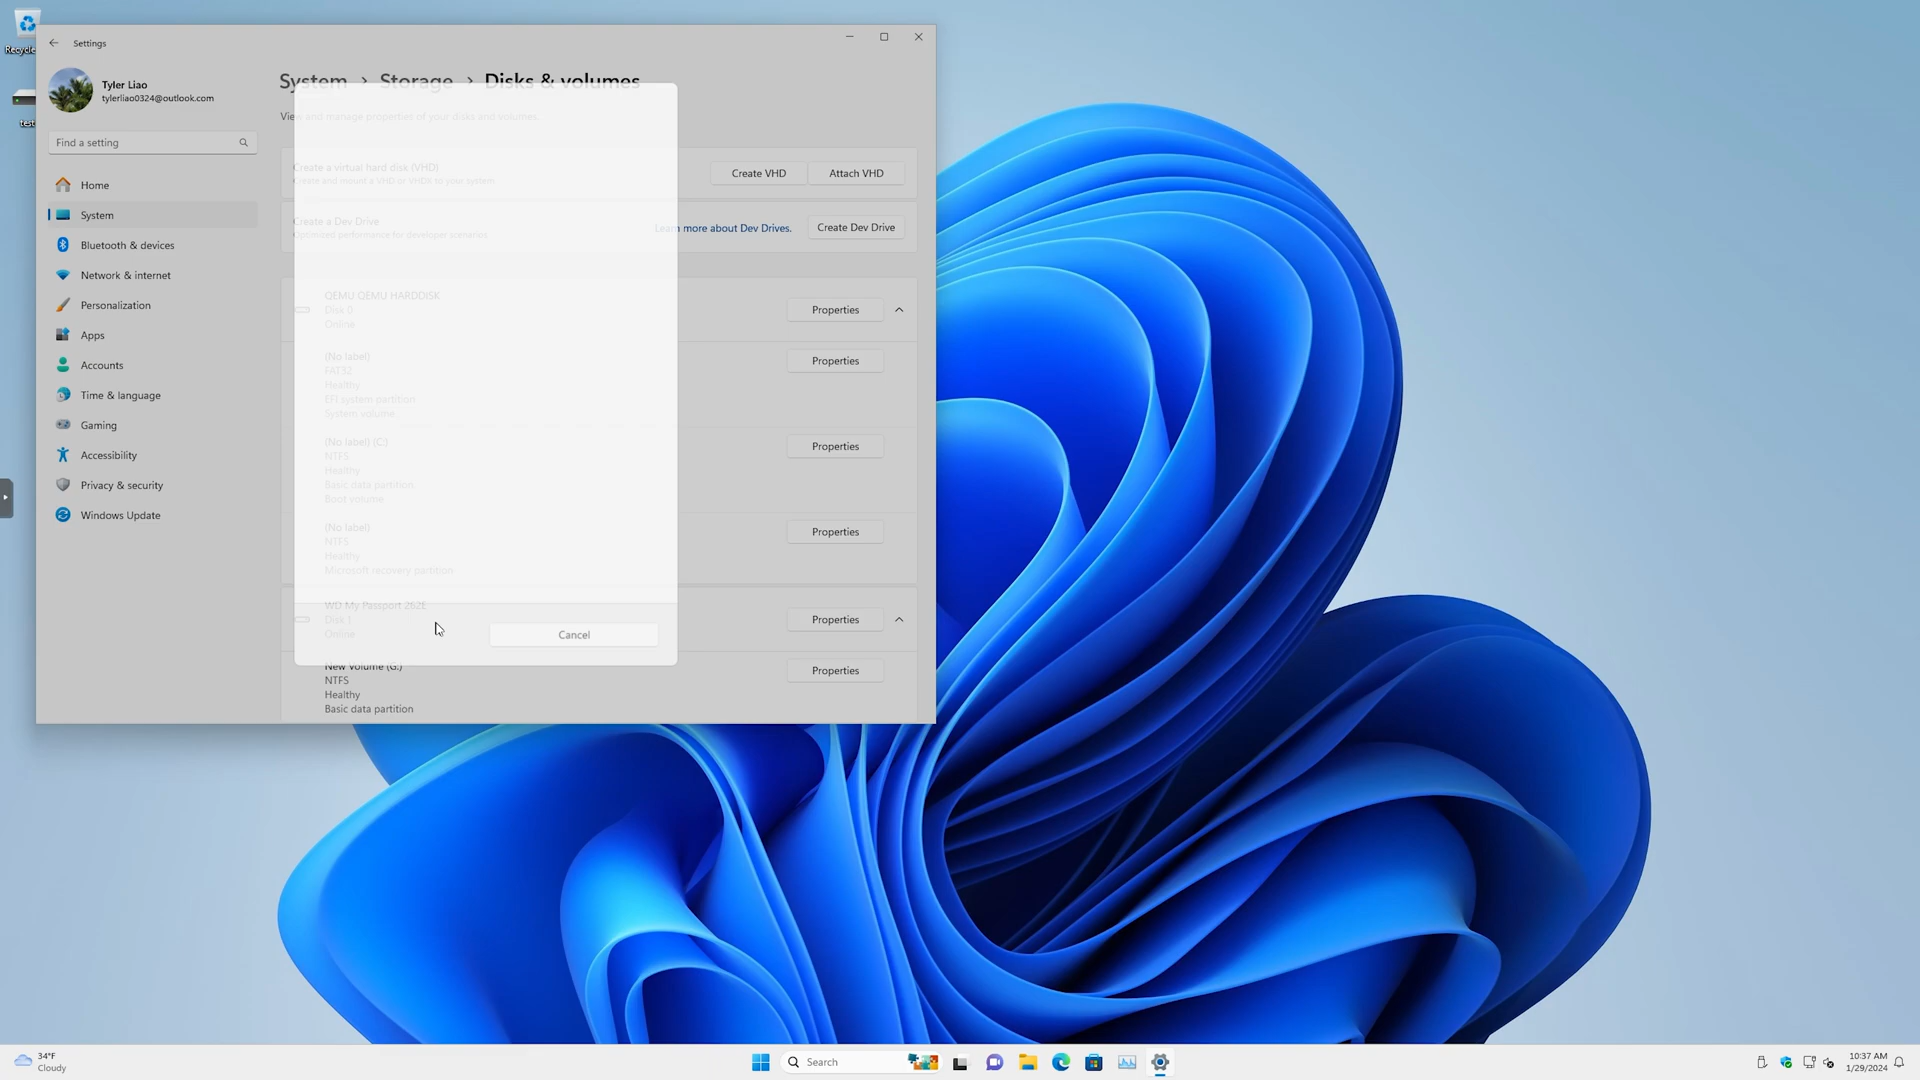 Recycle
test
Settings
Tyler Liao
tylerliao0324@outlook.com
Find a setting
Home
System
Bluetooth & devices
Network & internet
Personalization
Apps
Accounts
Time & language
Gaming
Accessibility
Privacy & security
Windows Update
System > Storage > Disks & volumes
View and manage properties of your disks and volumes.
Create a virtual hard disk (VHD)
Create and mount a VHD or VHDX to your system
Create VHD
Attach VHD
Create a Dev Drive
Optimized performance for developer scenarios
Learn more about Dev Drives.
Create Dev Drive
QEMU QEMU HARDDISK
Disk 0
Online
Properties
(No label)
FAT32
Healthy
EFI system partition
System volume
Properties
(No label) (C:)
NTFS
Healthy
Basic data partition
Boot volume
Properties
(No label)
NTFS
Healthy
Microsoft recovery partition
Properties
WD My Passport 262E
Disk 1
Online
Properties
Cancel
New Volume (G:)
NTFS
Healthy
Basic data partition
Properties
34°F
Cloudy
Search
10:37 AM
1/29/2024